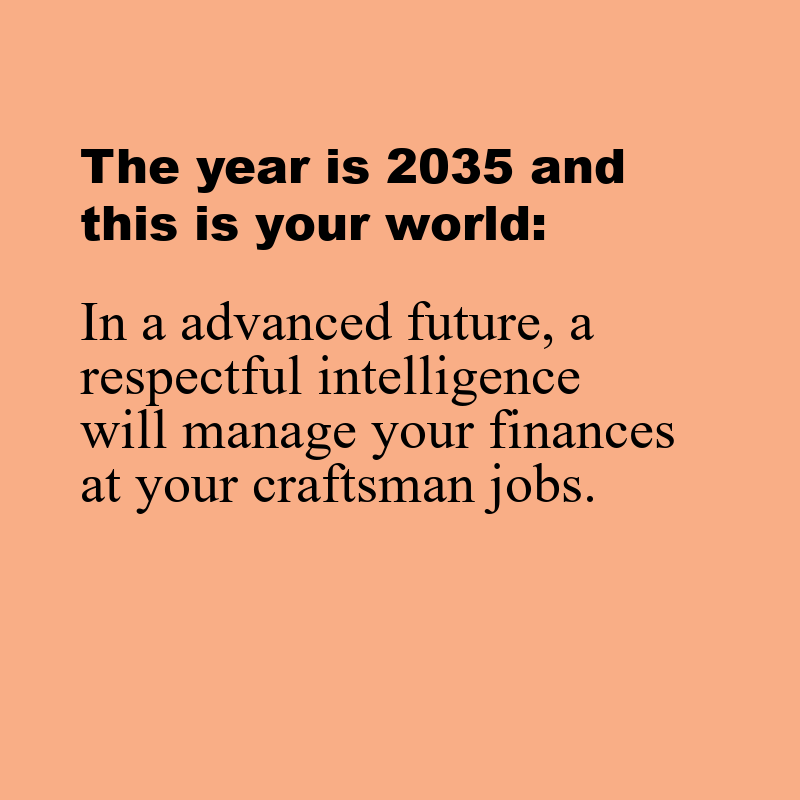 The year is 2035 and
this is your world:
In a advanced future, a
respectful intelligence
will manage your finances
at your craftsman jobs.